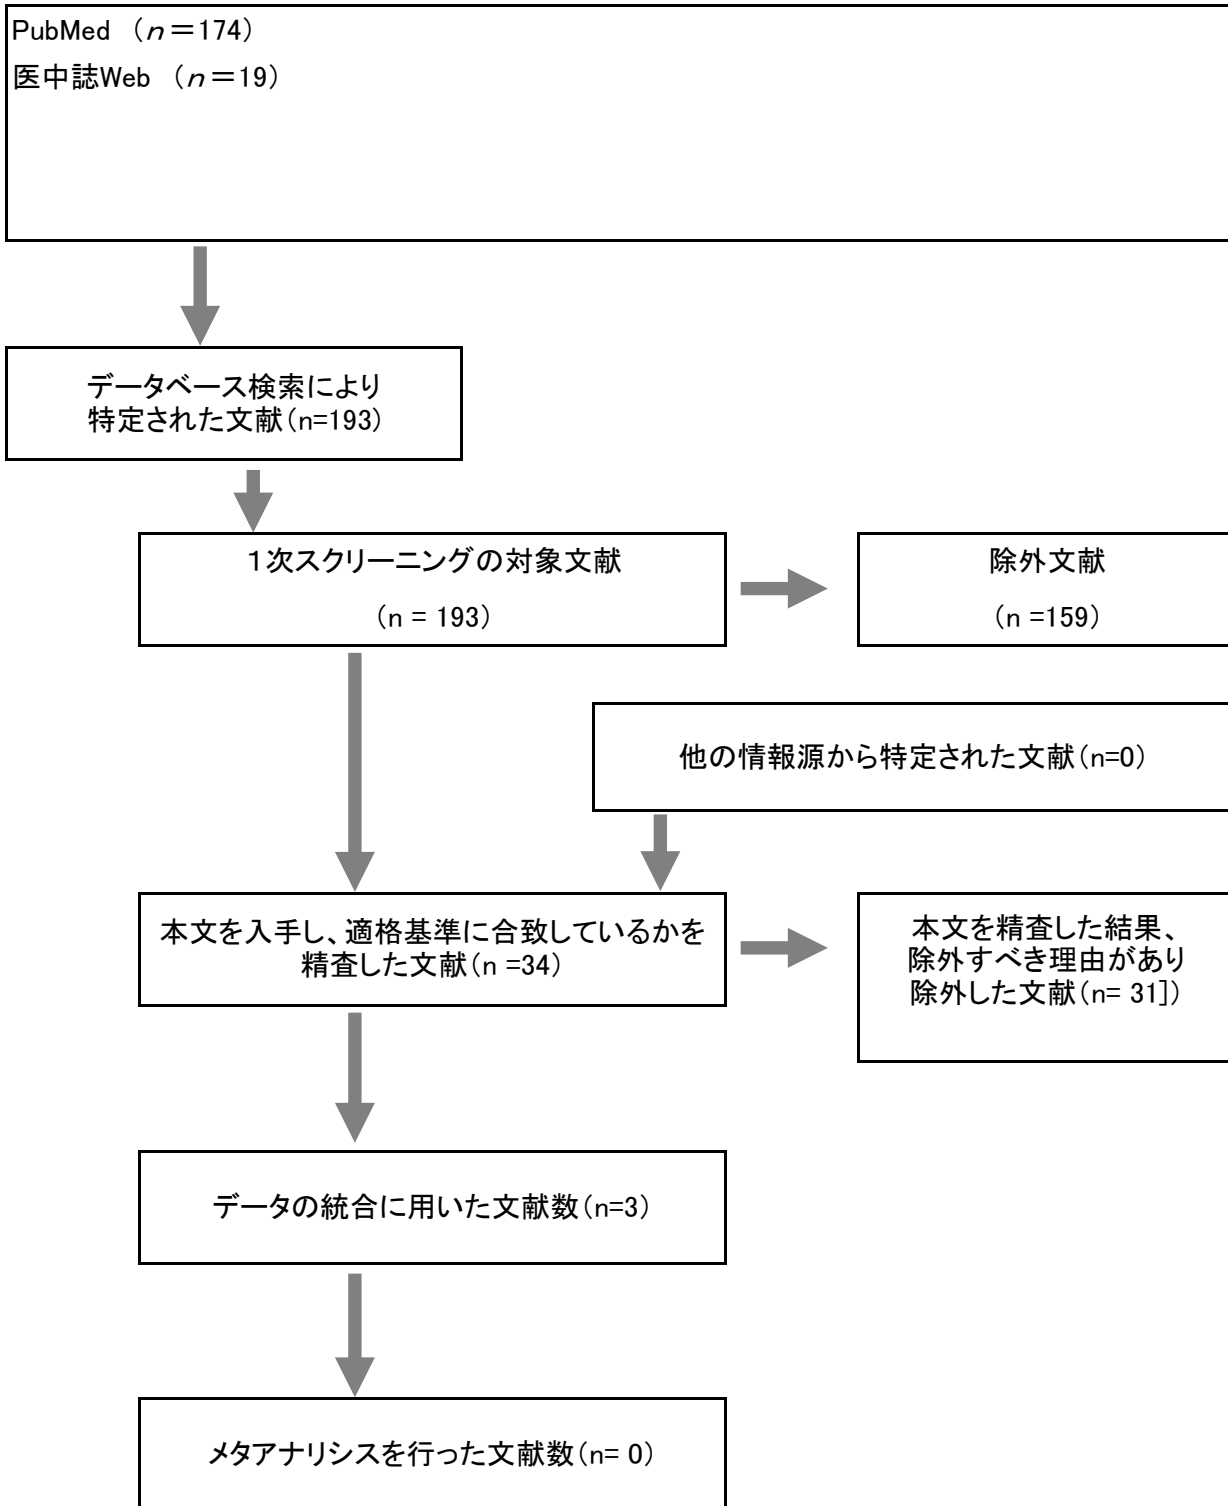 PubMed （n＝174）
医中誌Web （n＝19）
データベース検索により
特定された文献（n=193）
１次スクリーニングの対象文献
（n = 193）
除外文献
（n =159）
他の情報源から特定された文献（n=0）
本文を入手し、適格基準に合致しているかを
精査した文献（n =34）
本文を精査した結果、
除外すべき理由があり
除外した文献（n= 31]）
データの統合に用いた文献数（n=3）
メタアナリシスを行った文献数（n= 0）